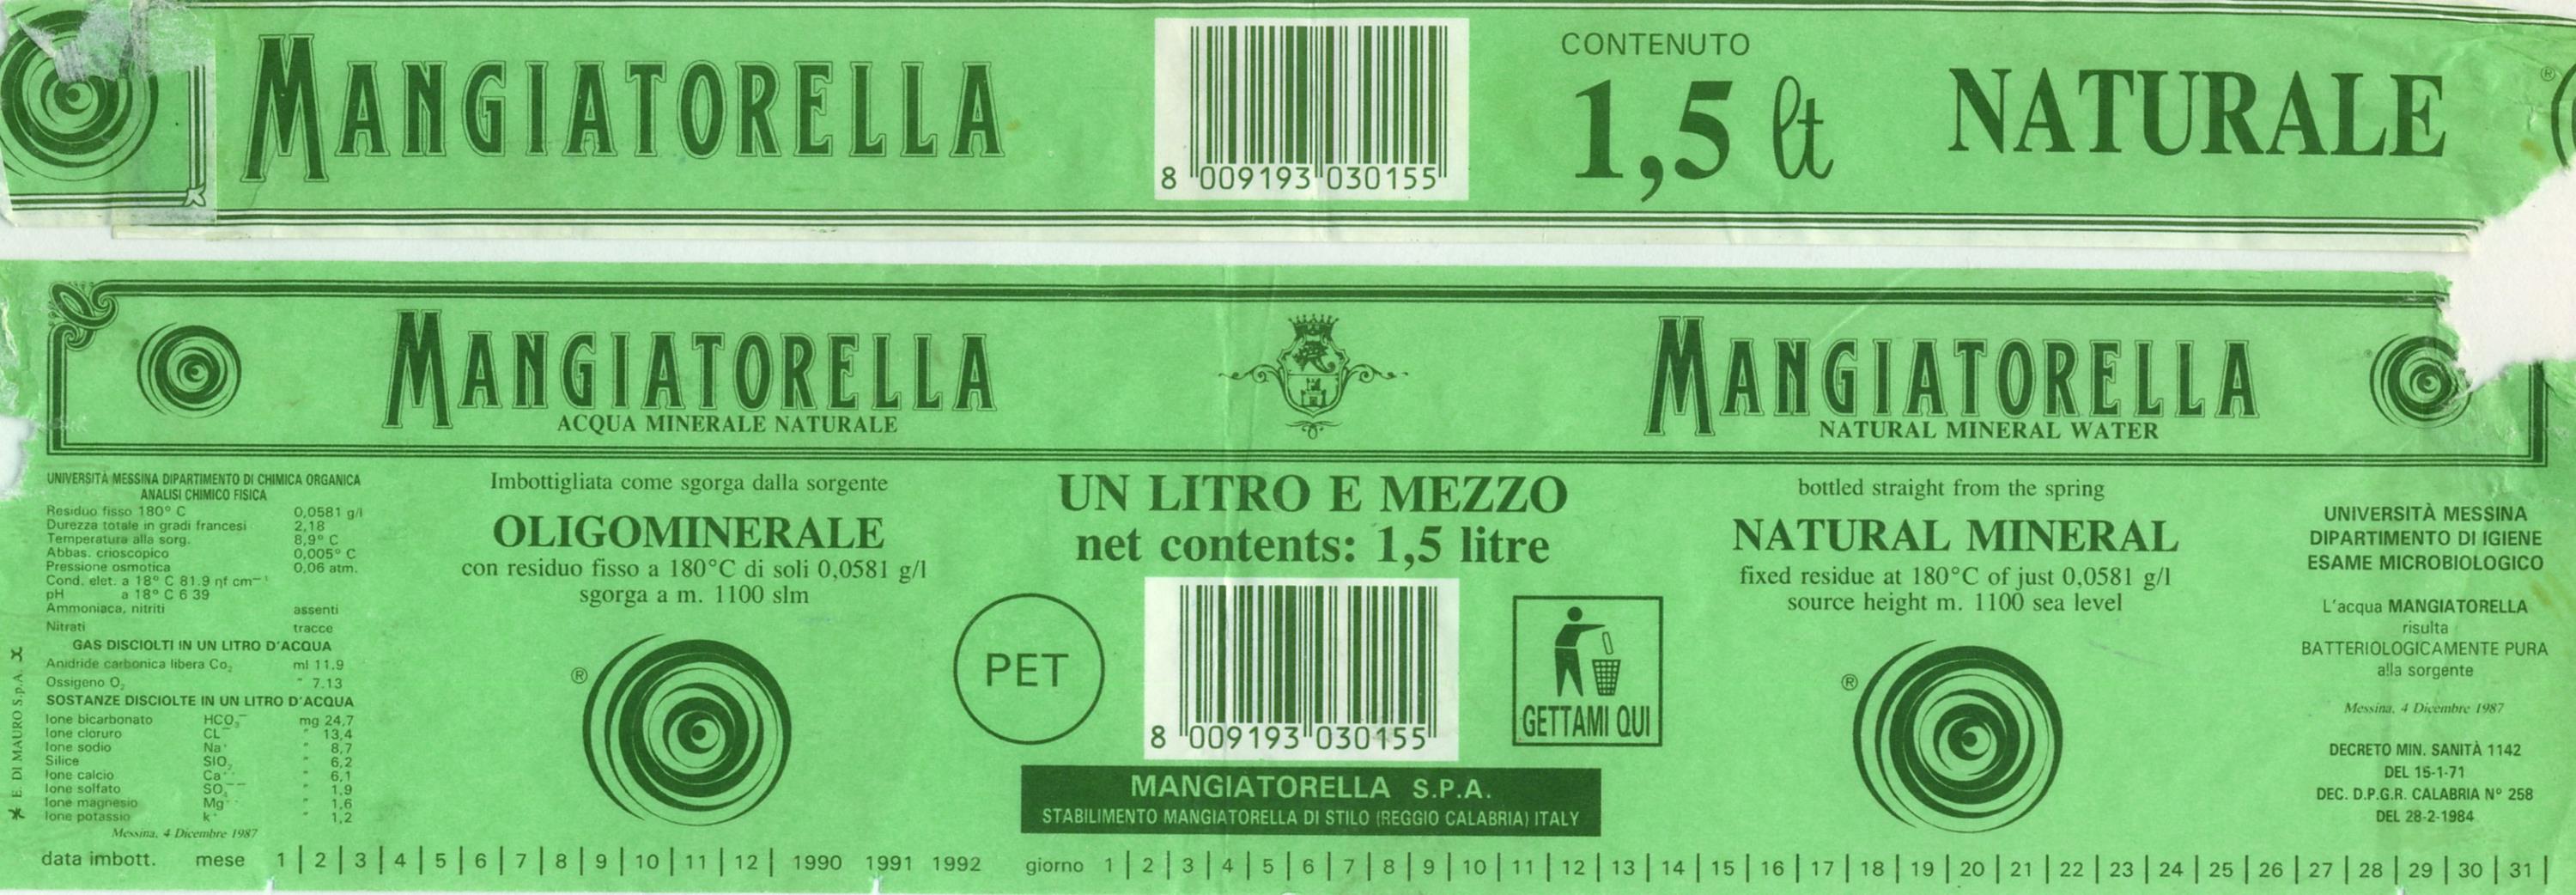 MANGIATORELLA
8 009193 030155
CONTENUTO
1,5 lt
NATURALE
®
MANGIATORELLA
ACQUA MINERALE NATURALE
MANGIATORELLA
NATURAL MINERAL WATER
UNIVERSITÀ MESSINA DIPARTIMENTO DI CHIMICA ORGANICA
ANALISI CHIMICO FISICA
Residuo fisso 180° C 0,0581 g/l
Durezza totale in gradi francesi 2,18
Temperatura alla sorg. 8,9° C
Abbas. crioscopico 0,005° C
Pressione osmotica 0,06 atm.
Cond. elet. a 18° C 81.9 ηf cm⁻¹
pH a 18° C 6 39
Ammoniaca, nitriti assenti
Nitrati tracce
GAS DISCIOLTI IN UN LITRO D'ACQUA
Anidride carbonica libera Co₂ ml 11.9
Ossigeno O₂ " 7.13
SOSTANZE DISCIOLTE IN UN LITRO D'ACQUA
Ione bicarbonato HCO₃⁻ mg 24,7
Ione cloruro CL⁻ " 13,4
Ione sodio Na⁺ " 8,7
Silice SIO₂ " 6,2
Ione calcio Ca⁺⁺ " 6,1
Ione solfato SO₄⁻⁻ " 1,9
Ione magnesio Mg⁺⁺ " 1,6
Ione potassio k⁺ " 1,2
Messina, 4 Dicembre 1987
E. DI MAURO S.p.A.
Imbottigliata come sgorga dalla sorgente
OLIGOMINERALE
con residuo fisso a 180°C di soli 0,0581 g/l
sgorga a m. 1100 slm
®
UN LITRO E MEZZO
net contents: 1,5 litre
PET
8 009193 030155
GETTAMI QUI
MANGIATORELLA S.P.A.
STABILIMENTO MANGIATORELLA DI STILO (REGGIO CALABRIA) ITALY
bottled straight from the spring
NATURAL MINERAL
fixed residue at 180°C of just 0,0581 g/l
source height m. 1100 sea level
®
UNIVERSITÀ MESSINA
DIPARTIMENTO DI IGIENE
ESAME MICROBIOLOGICO
L'acqua MANGIATORELLA
risulta
BATTERIOLOGICAMENTE PURA
alla sorgente
Messina, 4 Dicembre 1987
DECRETO MIN. SANITÀ 1142
DEL 15-1-71
DEC. D.P.G.R. CALABRIA N° 258
DEL 28-2-1984
data imbott. mese 1 | 2 | 3 | 4 | 5 | 6 | 7 | 8 | 9 | 10 | 11 | 12 | 1990 1991 1992 giorno 1 | 2 | 3 | 4 | 5 | 6 | 7 | 8 | 9 | 10 | 11 | 12 | 13 | 14 | 15 | 16 | 17 | 18 | 19 | 20 | 21 | 22 | 23 | 24 | 25 | 26 | 27 | 28 | 29 | 30 | 31 |